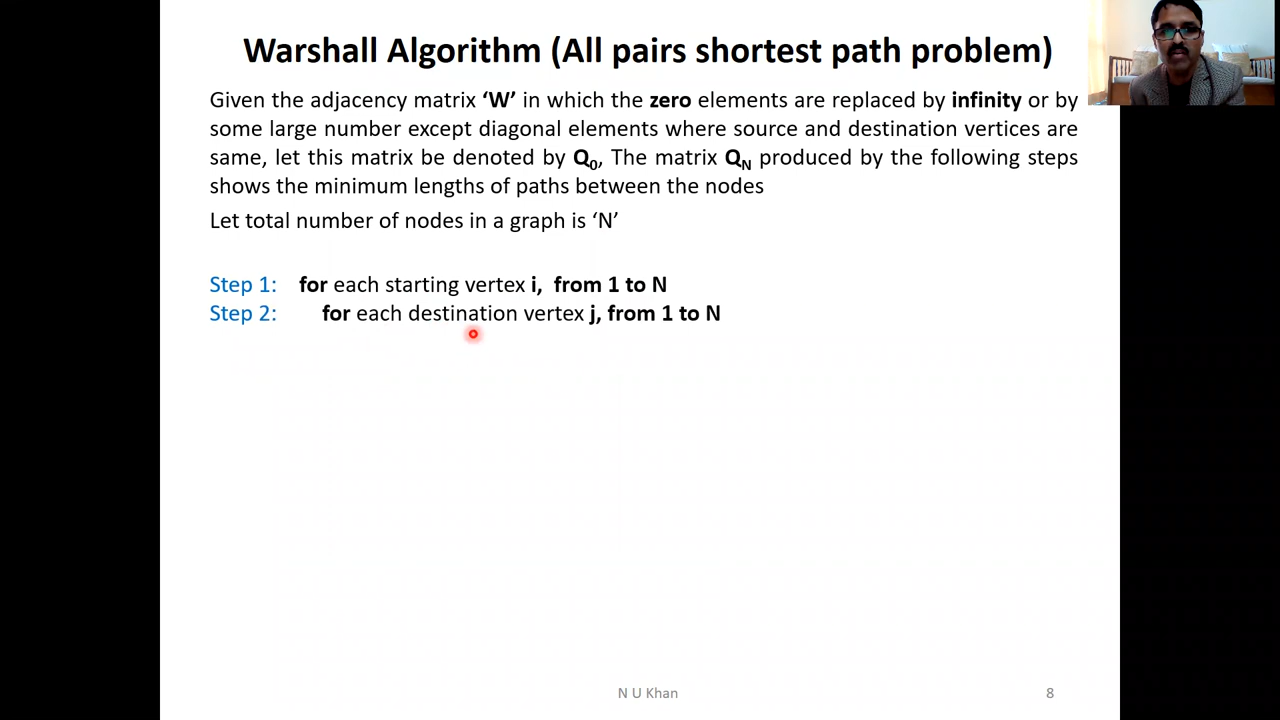 Warshall Algorithm (All pairs shortest path problem)
Given the adjacency matrix ‘W’ in which the zero elements are replaced by infinity or by
some large number except diagonal elements where source and destination vertices are
same, let this matrix be denoted by Q0, The matrix QN produced by the following steps
shows the minimum lengths of paths between the nodes
Let total number of nodes in a graph is ‘N’
Step 1: for each starting vertex i, from 1 to N
Step 2: for each destination vertex j, from 1 to N
N U Khan 8